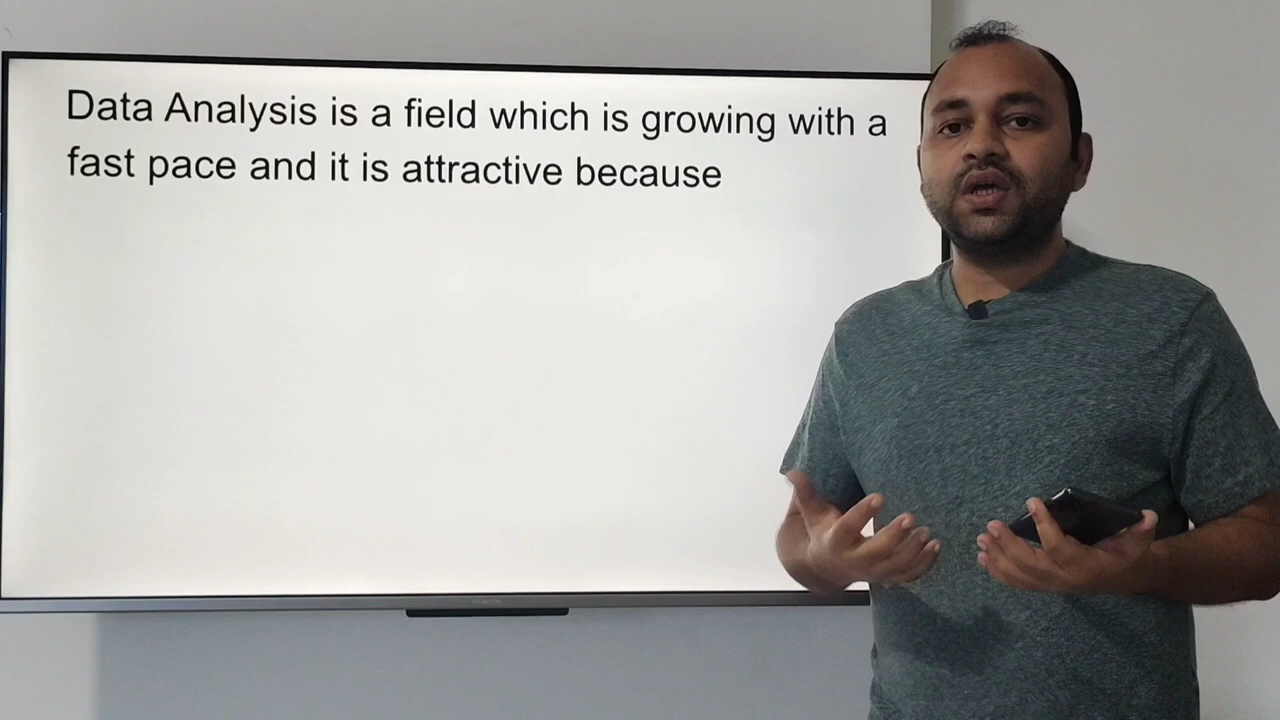 Data Analysis is a field which is growing with a
fast pace and it is attractive because